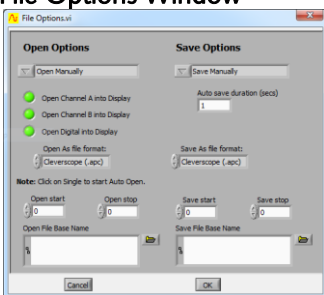 File Options Window
File Options.vi
Open Options
Save Options
Open Manually
Save Manually
Open Channel A into Display
Auto save duration (secs)
1
Open Channel B into Display
Open Digital into Display
Open As file format:
Save As file format:
Cleverscope (.apc)
Cleverscope (.apc)
Note: Click on Single to start Auto Open.
Open start
Open stop
Save start
Save stop
0
0
0
0
Open File Base Name
Save File Base Name
Cancel
OK